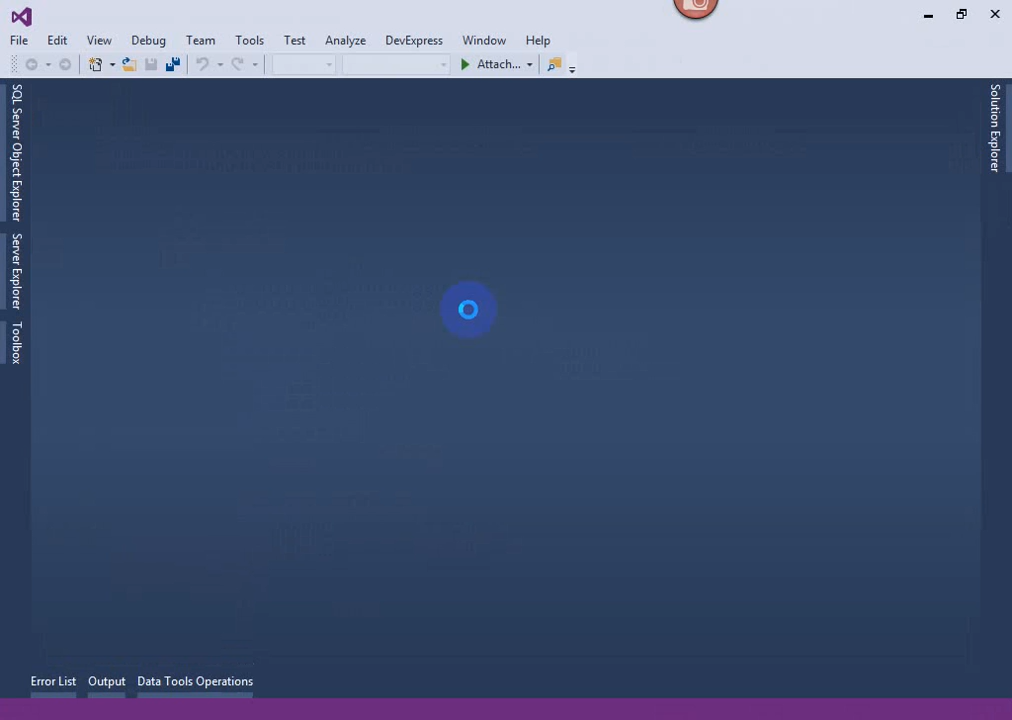 File Edit View Debug Team Tools Test Analyze DevExpress Window Help
Attach...
SQL Server Object Explorer
Server Explorer
Toolbox
Solution Explorer
Error List Output Data Tools Operations